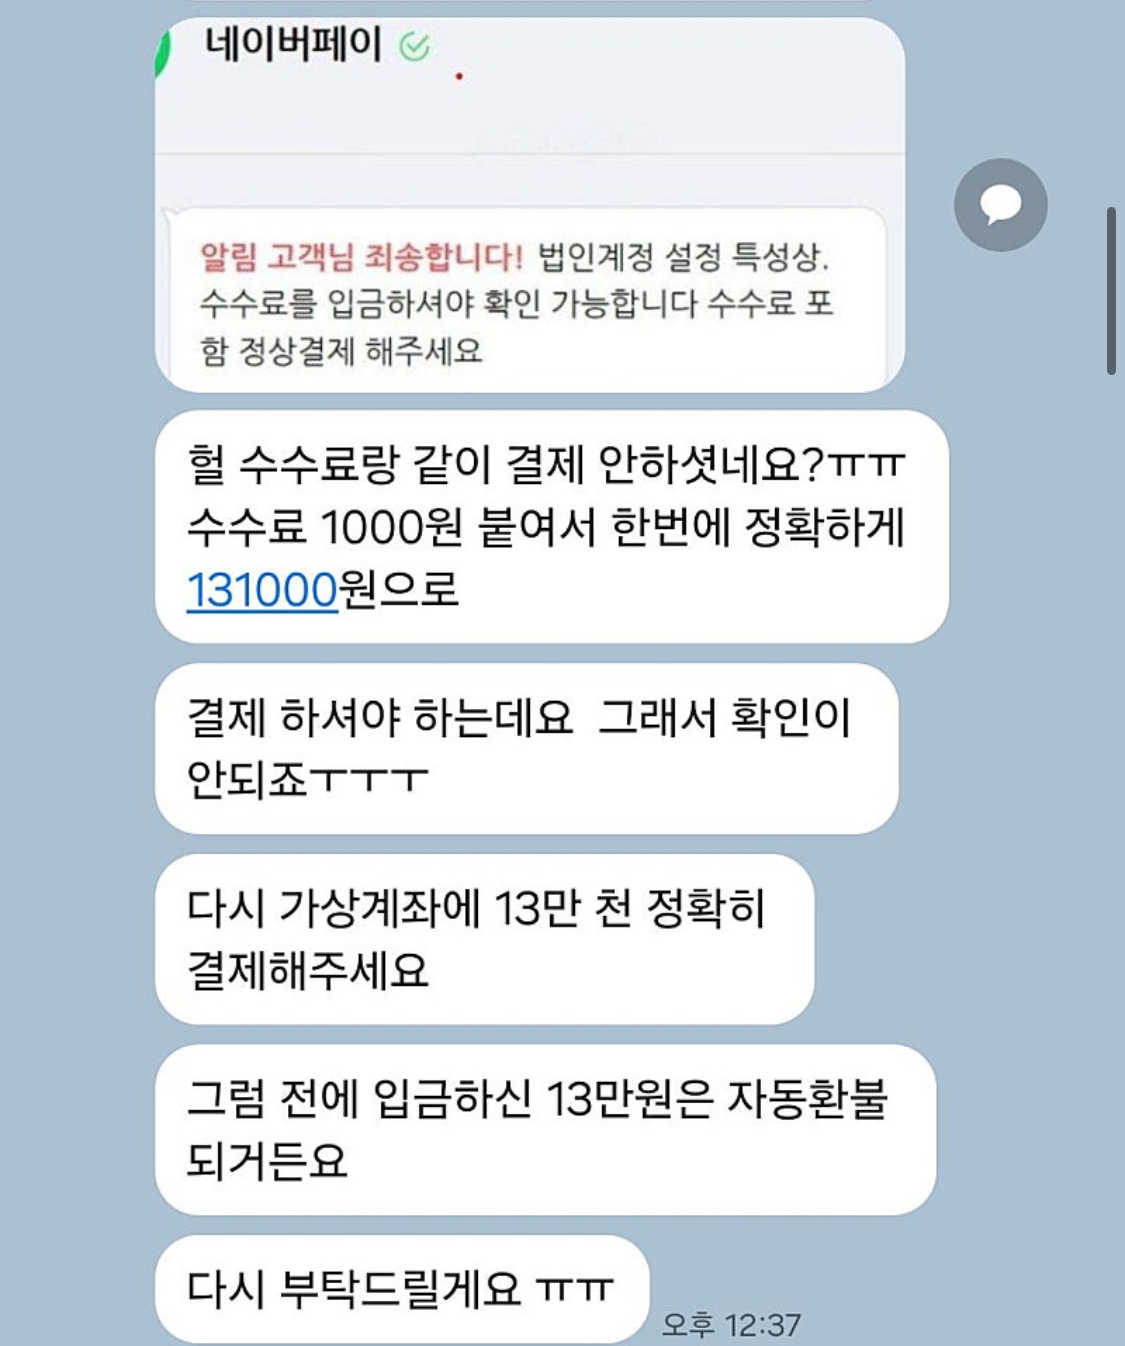 네이버페이
알림 고객님 죄송합니다! 법인계정 설정 특성상.
수수료를 입금하셔야 확인 가능합니다 수수료 포
함 정상결제 해주세요
헐 수수료랑 같이 결제 안하셧네요?ㅠㅠ
수수료 1000원 붙여서 한번에 정확하게
131000원으로
결제 하셔야 하는데요  그래서 확인이
안되죠ㅜㅜㅜ
다시 가상계좌에 13만 천 정확히
결제해주세요
그럼 전에 입금하신 13만원은 자동환불
되거든요
다시 부탁드릴게요 ㅠㅠ
오후 12:37